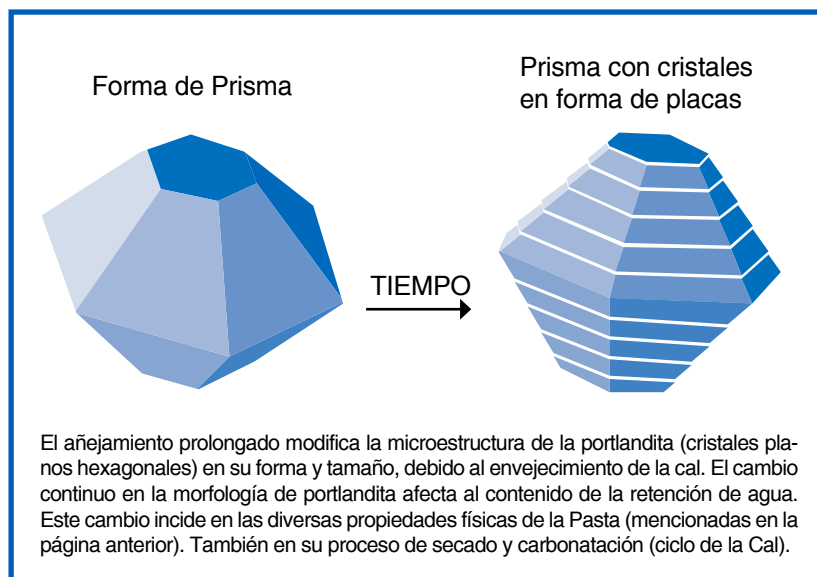 Forma de Prisma
Prisma con cristales
en forma de placas
TIEMPO
El añejamiento prolongado modifica la microestructura de la portlandita (cristales pla-
nos hexagonales) en su forma y tamaño, debido al envejecimiento de la cal. El cambio
continuo en la morfología de portlandita afecta al contenido de la retención de agua.
Este cambio incide en las diversas propiedades físicas de la Pasta (mencionadas en la
página anterior). También en su proceso de secado y carbonatación (ciclo de la Cal).